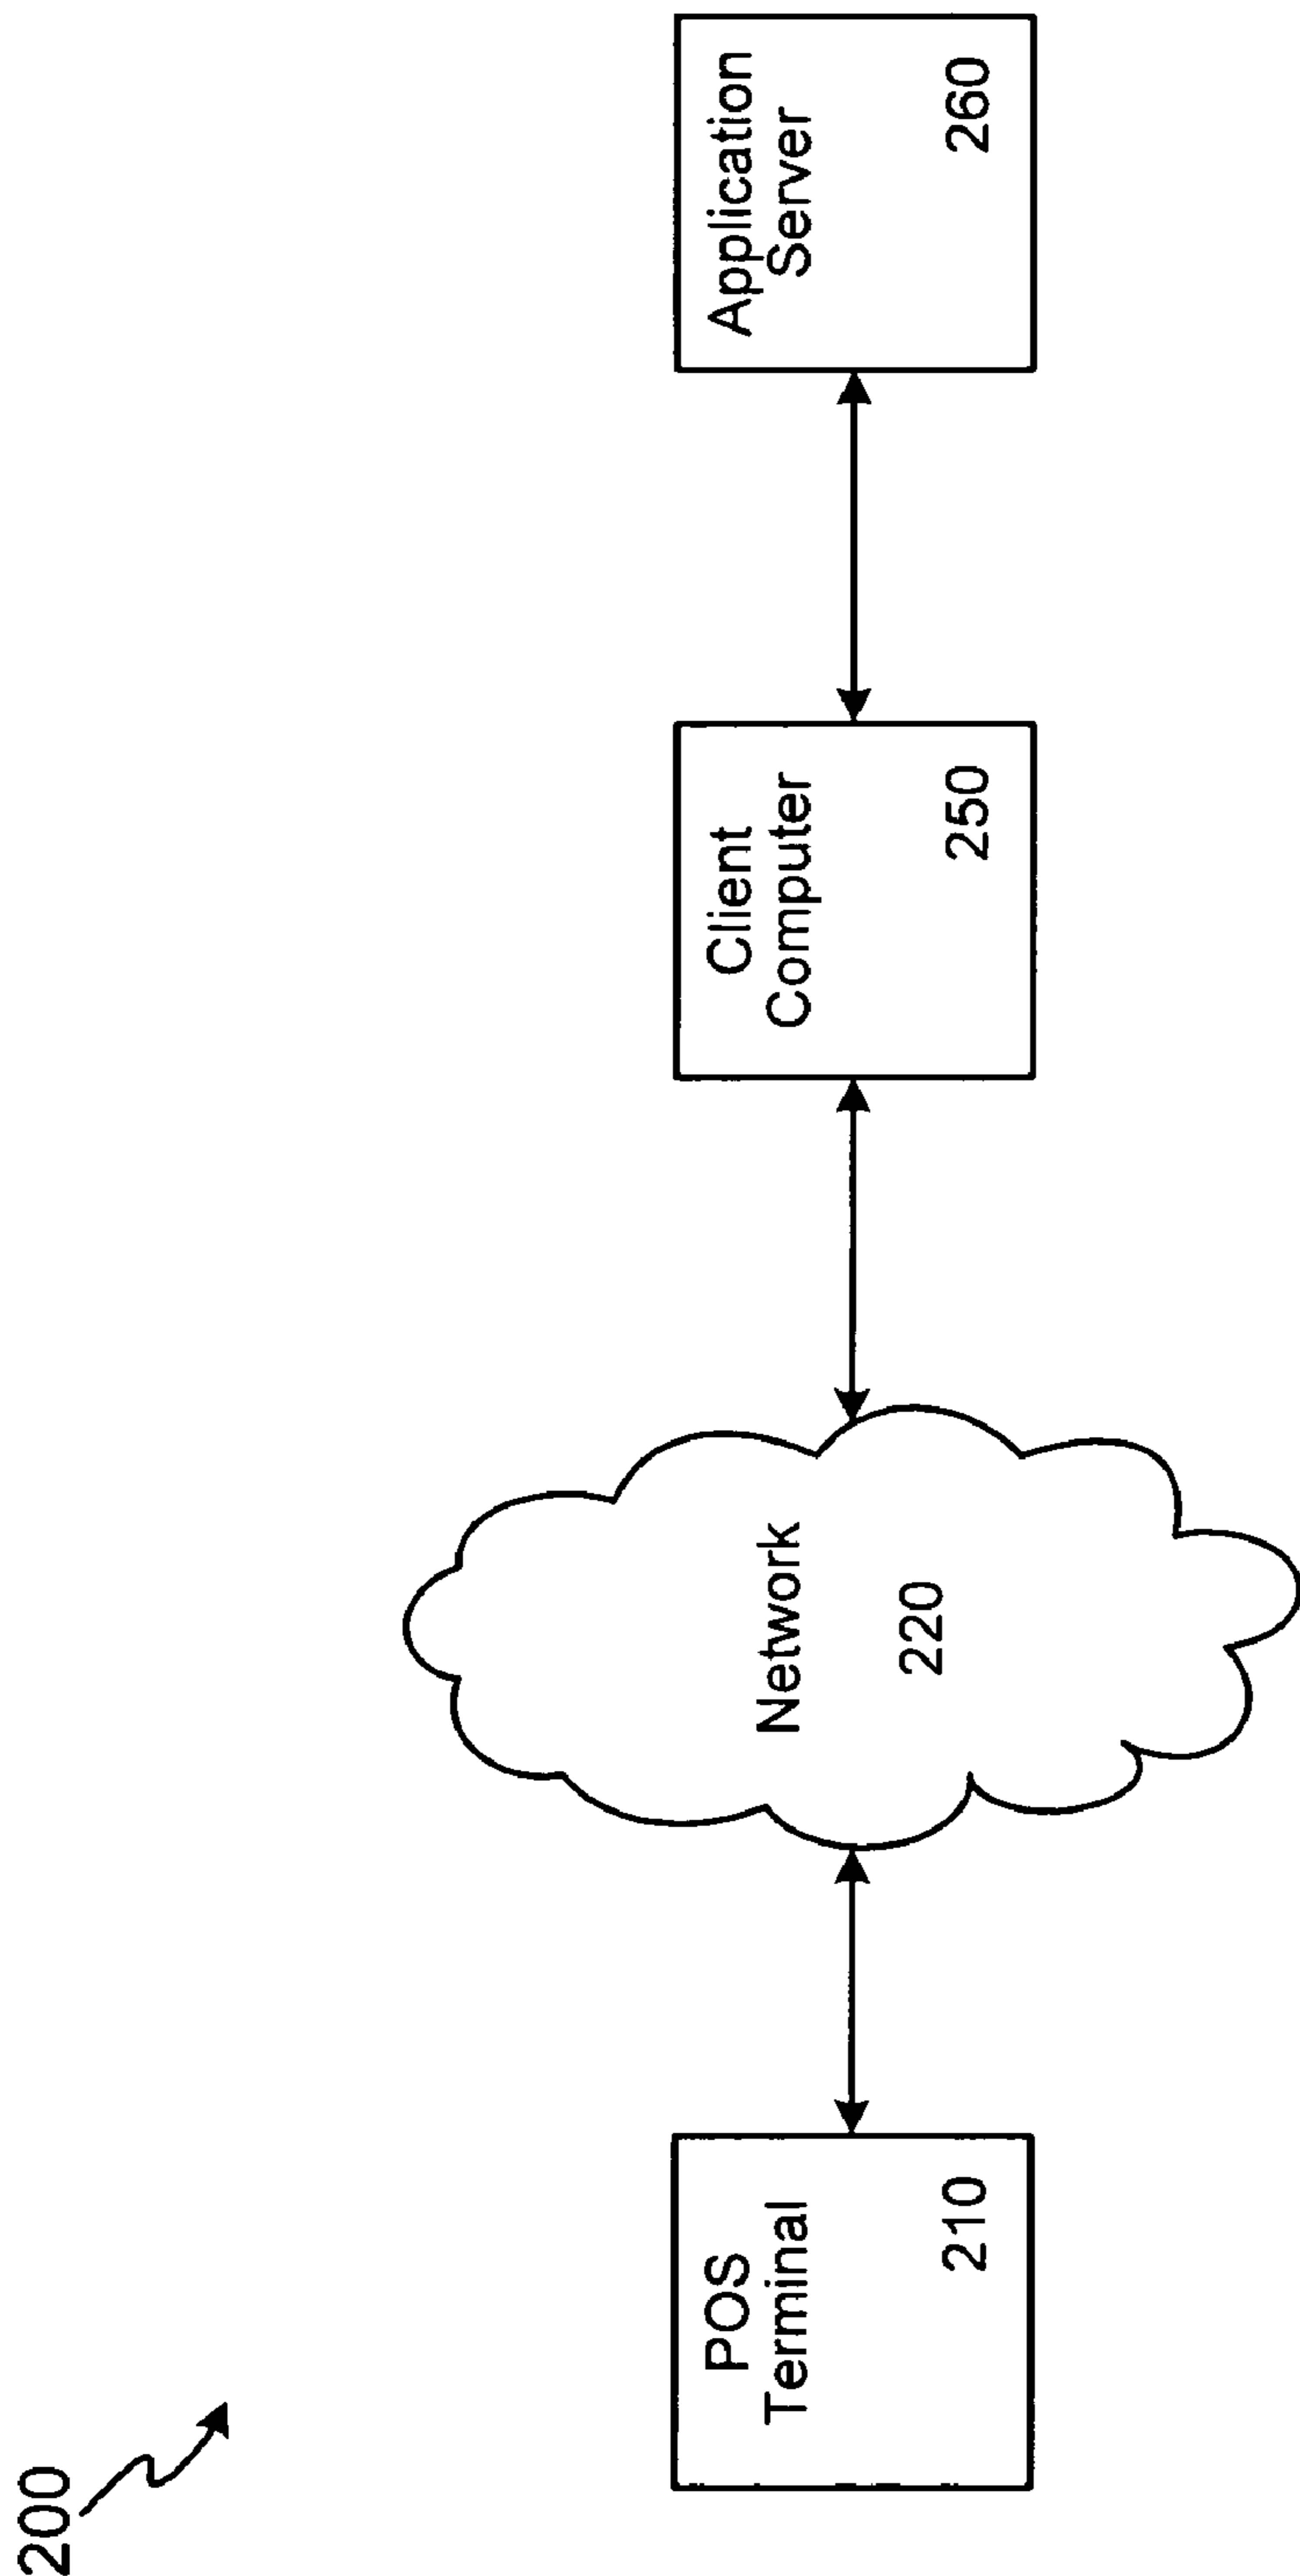 200
POS
Terminal
210
Network
220
Client
Computer
250
Application
Server
260